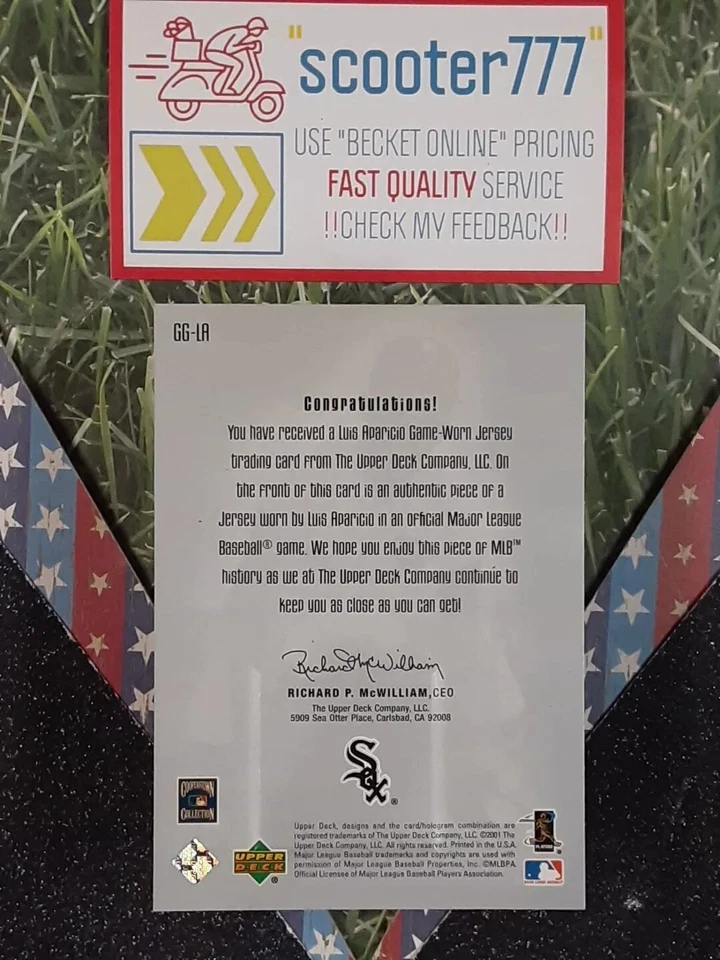 "scooter777"
USE "BECKET ONLINE" PRICING
FAST QUALITY SERVICE
!!CHECK MY FEEDBACK!!
GG-LA
Congratulations!
You have received a Luis Aparicio Game-Worn Jersey
trading card from The Upper Deck Company, LLC. On
the front of this card is an authentic piece of a
Jersey worn by Luis Aparicio in an official Major League
Baseball® game. We hope you enjoy this piece of MLB™
history as we at The Upper Deck Company continue to
keep you as close as you can get!
Richard P. McWilliam
RICHARD P. McWILLIAM, CEO
The Upper Deck Company, LLC.
5909 Sea Otter Place, Carlsbad, CA 92008
Sox®
COOPERSTOWN
COLLECTION
UPPER
DECK®
Upper Deck, designs and the card/hologram combination are
registered trademarks of The Upper Deck Company, LLC. ©2001 The
Upper Deck Company, LLC. All rights reserved. Printed in the U.S.A.
Major League Baseball trademarks and copyrights are used with
permission of Major League Baseball Properties, Inc. ©MLBPA.
Official Licensee of Major League Baseball Players Association.
PLAYERS